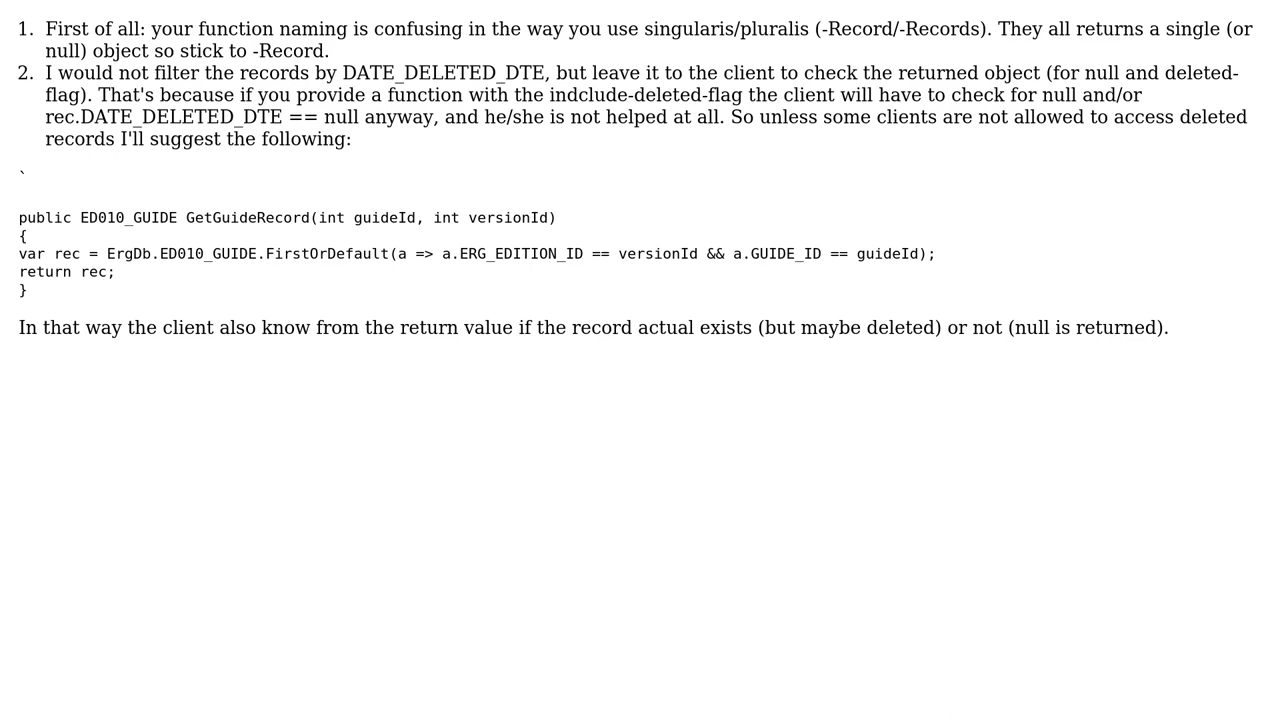 1. First of all: your function naming is confusing in the way you use singularis/pluralis (-Record/-Records). They all returns a single (or
null) object so stick to -Record.
2. I would not filter the records by DATE_DELETED_DTE, but leave it to the client to check the returned object (for null and deleted-
flag). That's because if you provide a function with the indclude-deleted-flag the client will have to check for null and/or
rec.DATE_DELETED_DTE == null anyway, and he/she is not helped at all. So unless some clients are not allowed to access deleted
records I'll suggest the following:
`
public ED010_GUIDE GetGuideRecord(int guideId, int versionId)
{
var rec = ErgDb.ED010_GUIDE.FirstOrDefault(a => a.ERG_EDITION_ID == versionId && a.GUIDE_ID == guideId);
return rec;
}
In that way the client also know from the return value if the record actual exists (but maybe deleted) or not (null is returned).